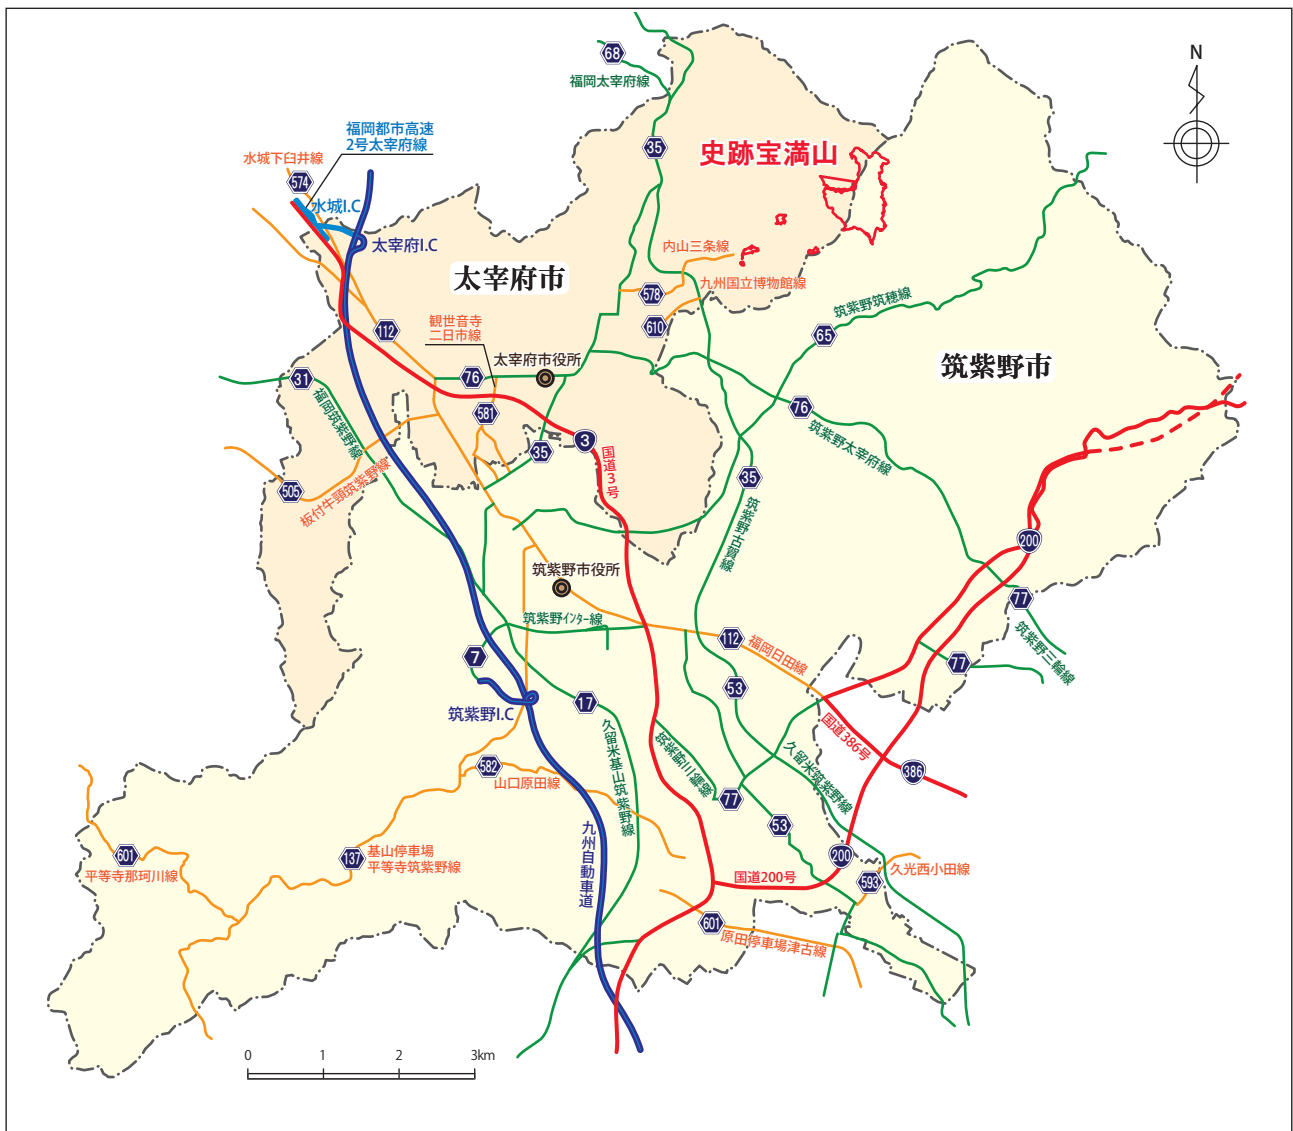 N
68
福岡太宰府線
福岡都市高速
2号太宰府線
水城下臼井線
574
水城I.C
太宰府I.C
35
史跡宝満山
内山三条線
太宰府市
578
九州国立博物館線
610
筑紫野筑穂線
65
112
観世音寺
二日市線
太宰府市役所
筑紫野市
31
76
福岡筑紫野線
581
76
筑紫野太宰府線
3
35
国道3号
505
板付牛頸筑紫野線
35
筑紫野古賀線
200
筑紫野市役所
77
筑紫野インター線
112
福岡日田線
筑紫野三輪線
7
77
53
17
筑紫野I.C
久留米基山筑紫野線
筑紫野三輪線
国道386号
久留米筑紫野線
386
582
山口原田線
77
53
九州自動車道
601
平等寺那珂川線
137
基山停車場
平等寺筑紫野線
200
国道200号
593
久光西小田線
601
原田停車場津古線
0 1 2 3km